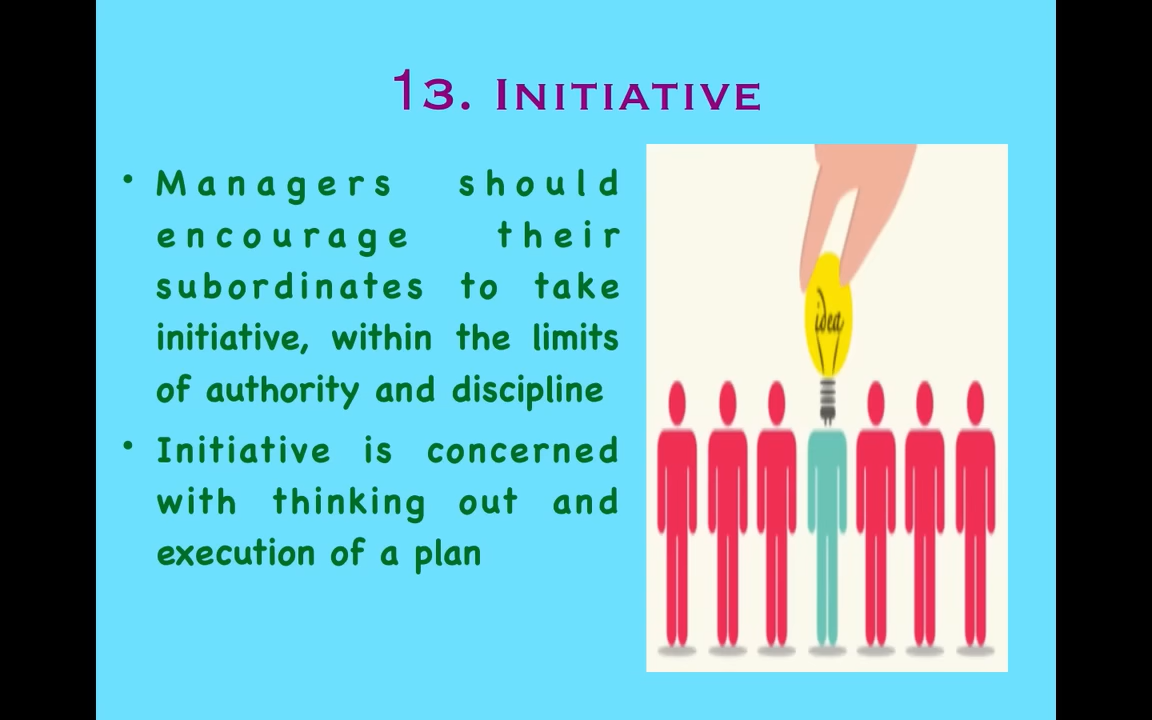 13. Initiative
• Managers should
encourage their
subordinates to take
initiative, within the limits
of authority and discipline
• Initiative is concerned
with thinking out and
execution of a plan
idea